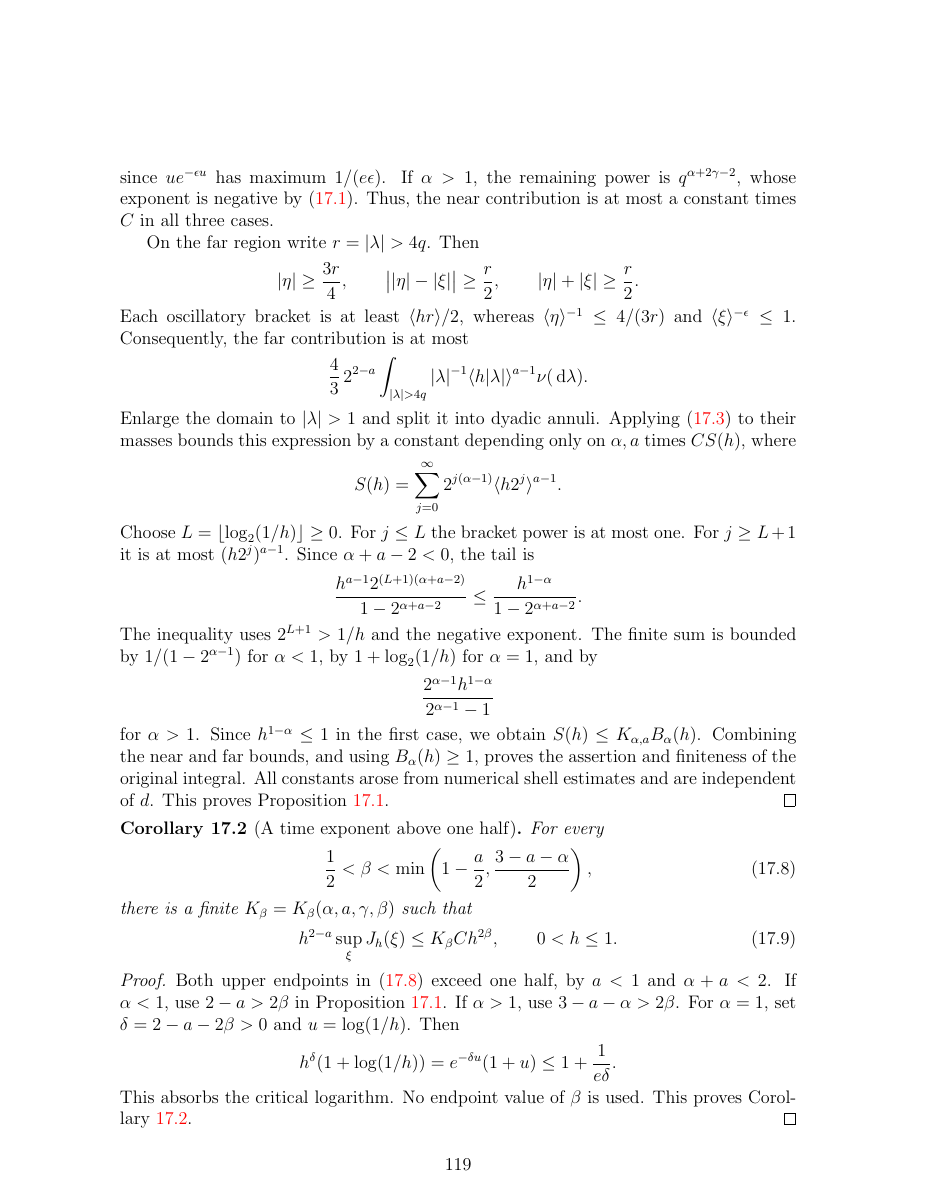 since ue^{−ϵu} has maximum 1/(eϵ). If α > 1, the remaining power is q^{α+2γ−2}, whose
exponent is negative by (17.1). Thus, the near contribution is at most a constant times
C in all three cases.
On the far region write r = |λ| > 4q. Then
|η| ≥ \frac{3r}{4}, ||η| − |ξ|| ≥ \frac{r}{2}, |η| + |ξ| ≥ \frac{r}{2}.
Each oscillatory bracket is at least ⟨hr⟩/2, whereas ⟨η⟩^{−1} ≤ 4/(3r) and ⟨ξ⟩^{−ϵ} ≤ 1.
Consequently, the far contribution is at most
\frac{4}{3} 2^{2−a} ∫_{|λ|>4q} |λ|^{−1}⟨h|λ|⟩^{a−1}ν( dλ).
Enlarge the domain to |λ| > 1 and split it into dyadic annuli. Applying (17.3) to their
masses bounds this expression by a constant depending only on α, a times CS(h), where
S(h) = ∑_{j=0}^{∞} 2^{j(α−1)}⟨h2^j⟩^{a−1}.
Choose L = ⌊log_2(1/h)⌋ ≥ 0. For j ≤ L the bracket power is at most one. For j ≥ L + 1
it is at most (h2^j)^{a−1}. Since α + a − 2 < 0, the tail is
\frac{h^{a−1}2^{(L+1)(α+a−2)}}{1 − 2^{α+a−2}} ≤ \frac{h^{1−α}}{1 − 2^{α+a−2}}.
The inequality uses 2^{L+1} > 1/h and the negative exponent. The finite sum is bounded
by 1/(1 − 2^{α−1}) for α < 1, by 1 + log_2(1/h) for α = 1, and by
\frac{2^{α−1}h^{1−α}}{2^{α−1} − 1}
for α > 1. Since h^{1−α} ≤ 1 in the first case, we obtain S(h) ≤ K_{α,a}B_α(h). Combining
the near and far bounds, and using B_α(h) ≥ 1, proves the assertion and finiteness of the
original integral. All constants arose from numerical shell estimates and are independent
of d. This proves Proposition 17.1. □
Corollary 17.2 (A time exponent above one half). For every
\frac{1}{2} < β < min (1 − \frac{a}{2}, \frac{3 − a − α}{2}), (17.8)
there is a finite K_β = K_β(α, a, γ, β) such that
h^{2−a} sup_ξ J_h(ξ) ≤ K_βCh^{2β}, 0 < h ≤ 1. (17.9)
Proof. Both upper endpoints in (17.8) exceed one half, by a < 1 and α + a < 2. If
α < 1, use 2 − a > 2β in Proposition 17.1. If α > 1, use 3 − a − α > 2β. For α = 1, set
δ = 2 − a − 2β > 0 and u = log(1/h). Then
h^δ(1 + log(1/h)) = e^{−δu}(1 + u) ≤ 1 + \frac{1}{eδ}.
This absorbs the critical logarithm. No endpoint value of β is used. This proves Corol-
lary 17.2. □
119